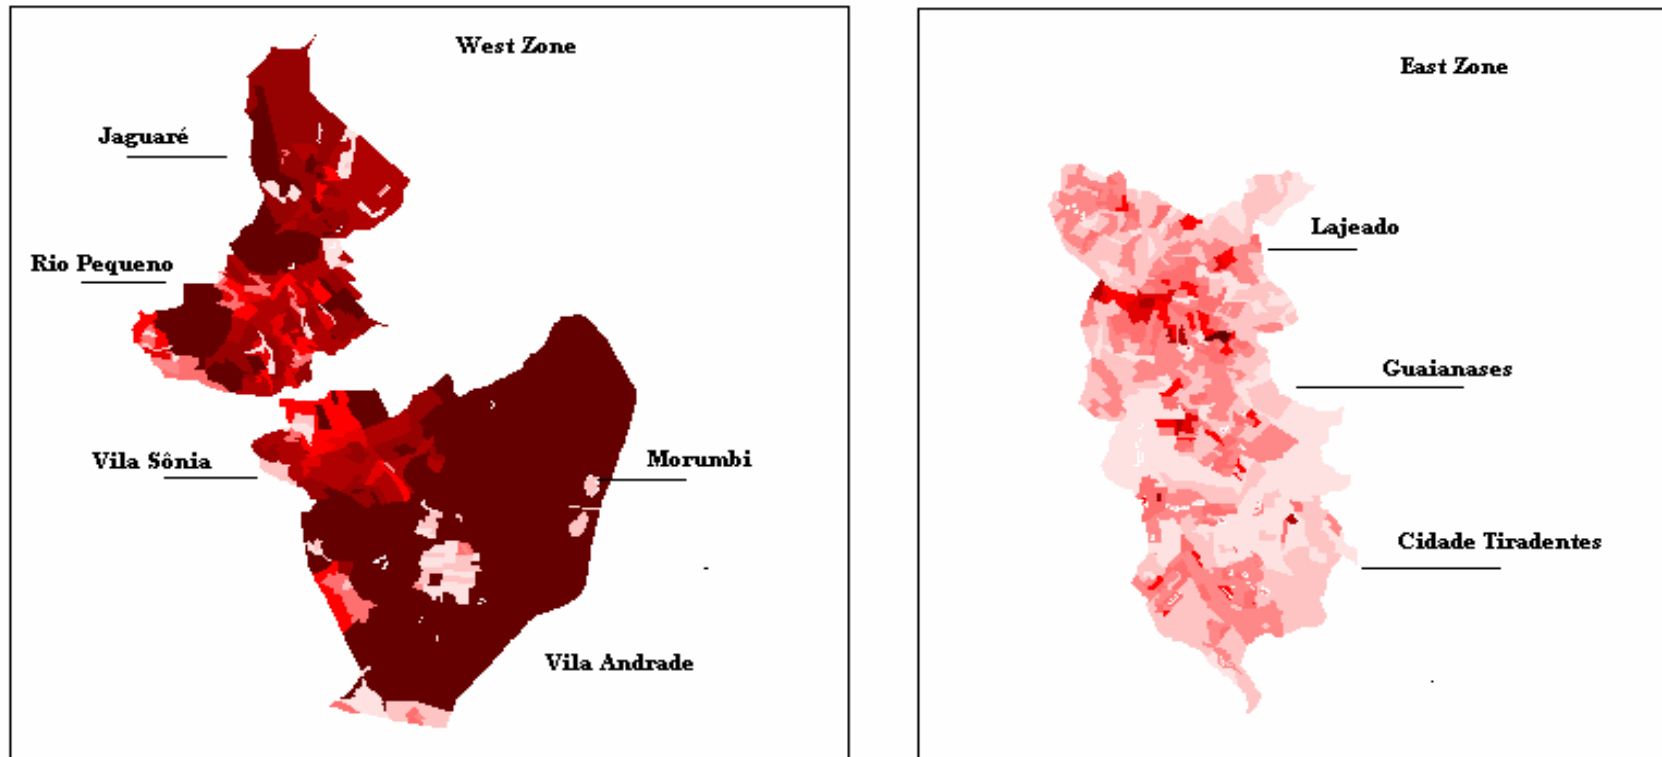 West Zone
Jaguaré
Rio Pequeno
Vila Sônia
Morumbi
Vila Andrade
East Zone
Lajeado
Guaianases
Cidade Tiradentes